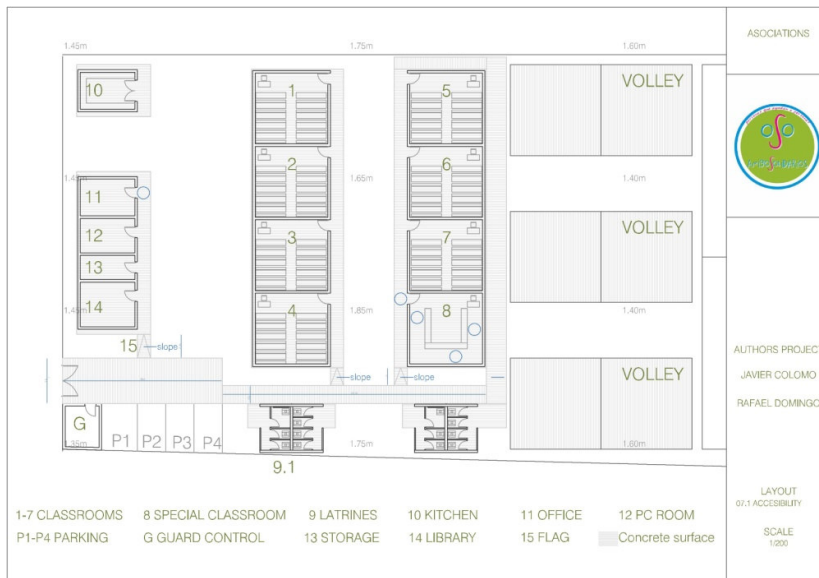 1.45m 1.75m 1.60m
ASOCIATIONS
10 1 5 VOLLEY
1.45m 2 6 1.65m 1.40m
11
12 3 7 VOLLEY
13
14 4 8
1.45m 1.85m 1.40m
15 slope
slope slope VOLLEY
AUTHORS PROJEC
JAVIER COLOMO
RAFAEL DOMINGO
G P1 P2 P3 P4
1.35m 1.75m 1.60m
9.1
LAYOUT
07.1 ACCESIBILITY
SCALE
1/200
1-7 CLASSROOMS 8 SPECIAL CLASSROOM 9 LATRINES 10 KITCHEN 11 OFFICE 12 PC ROOM
P1-P4 PARKING G GUARD CONTROL 13 STORAGE 14 LIBRARY 15 FLAG Concrete surface